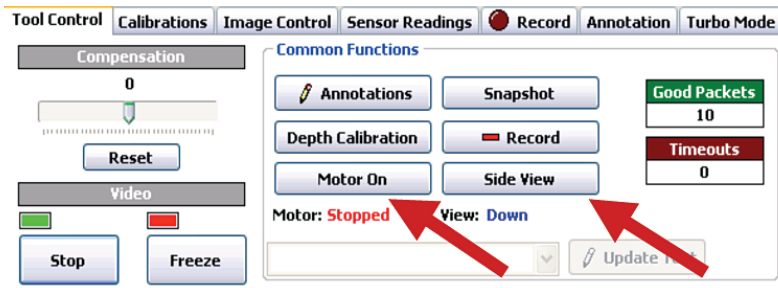 Tool Control Calibrations Image Control Sensor Readings Record Annotation Turbo Mode
Compensation
0
Reset
Video
Stop Freeze
Common Functions
Annotations Snapshot
Depth Calibration Record
Motor On Side View
Motor: Stopped View: Down
Update
Good Packets
10
Timeouts
0